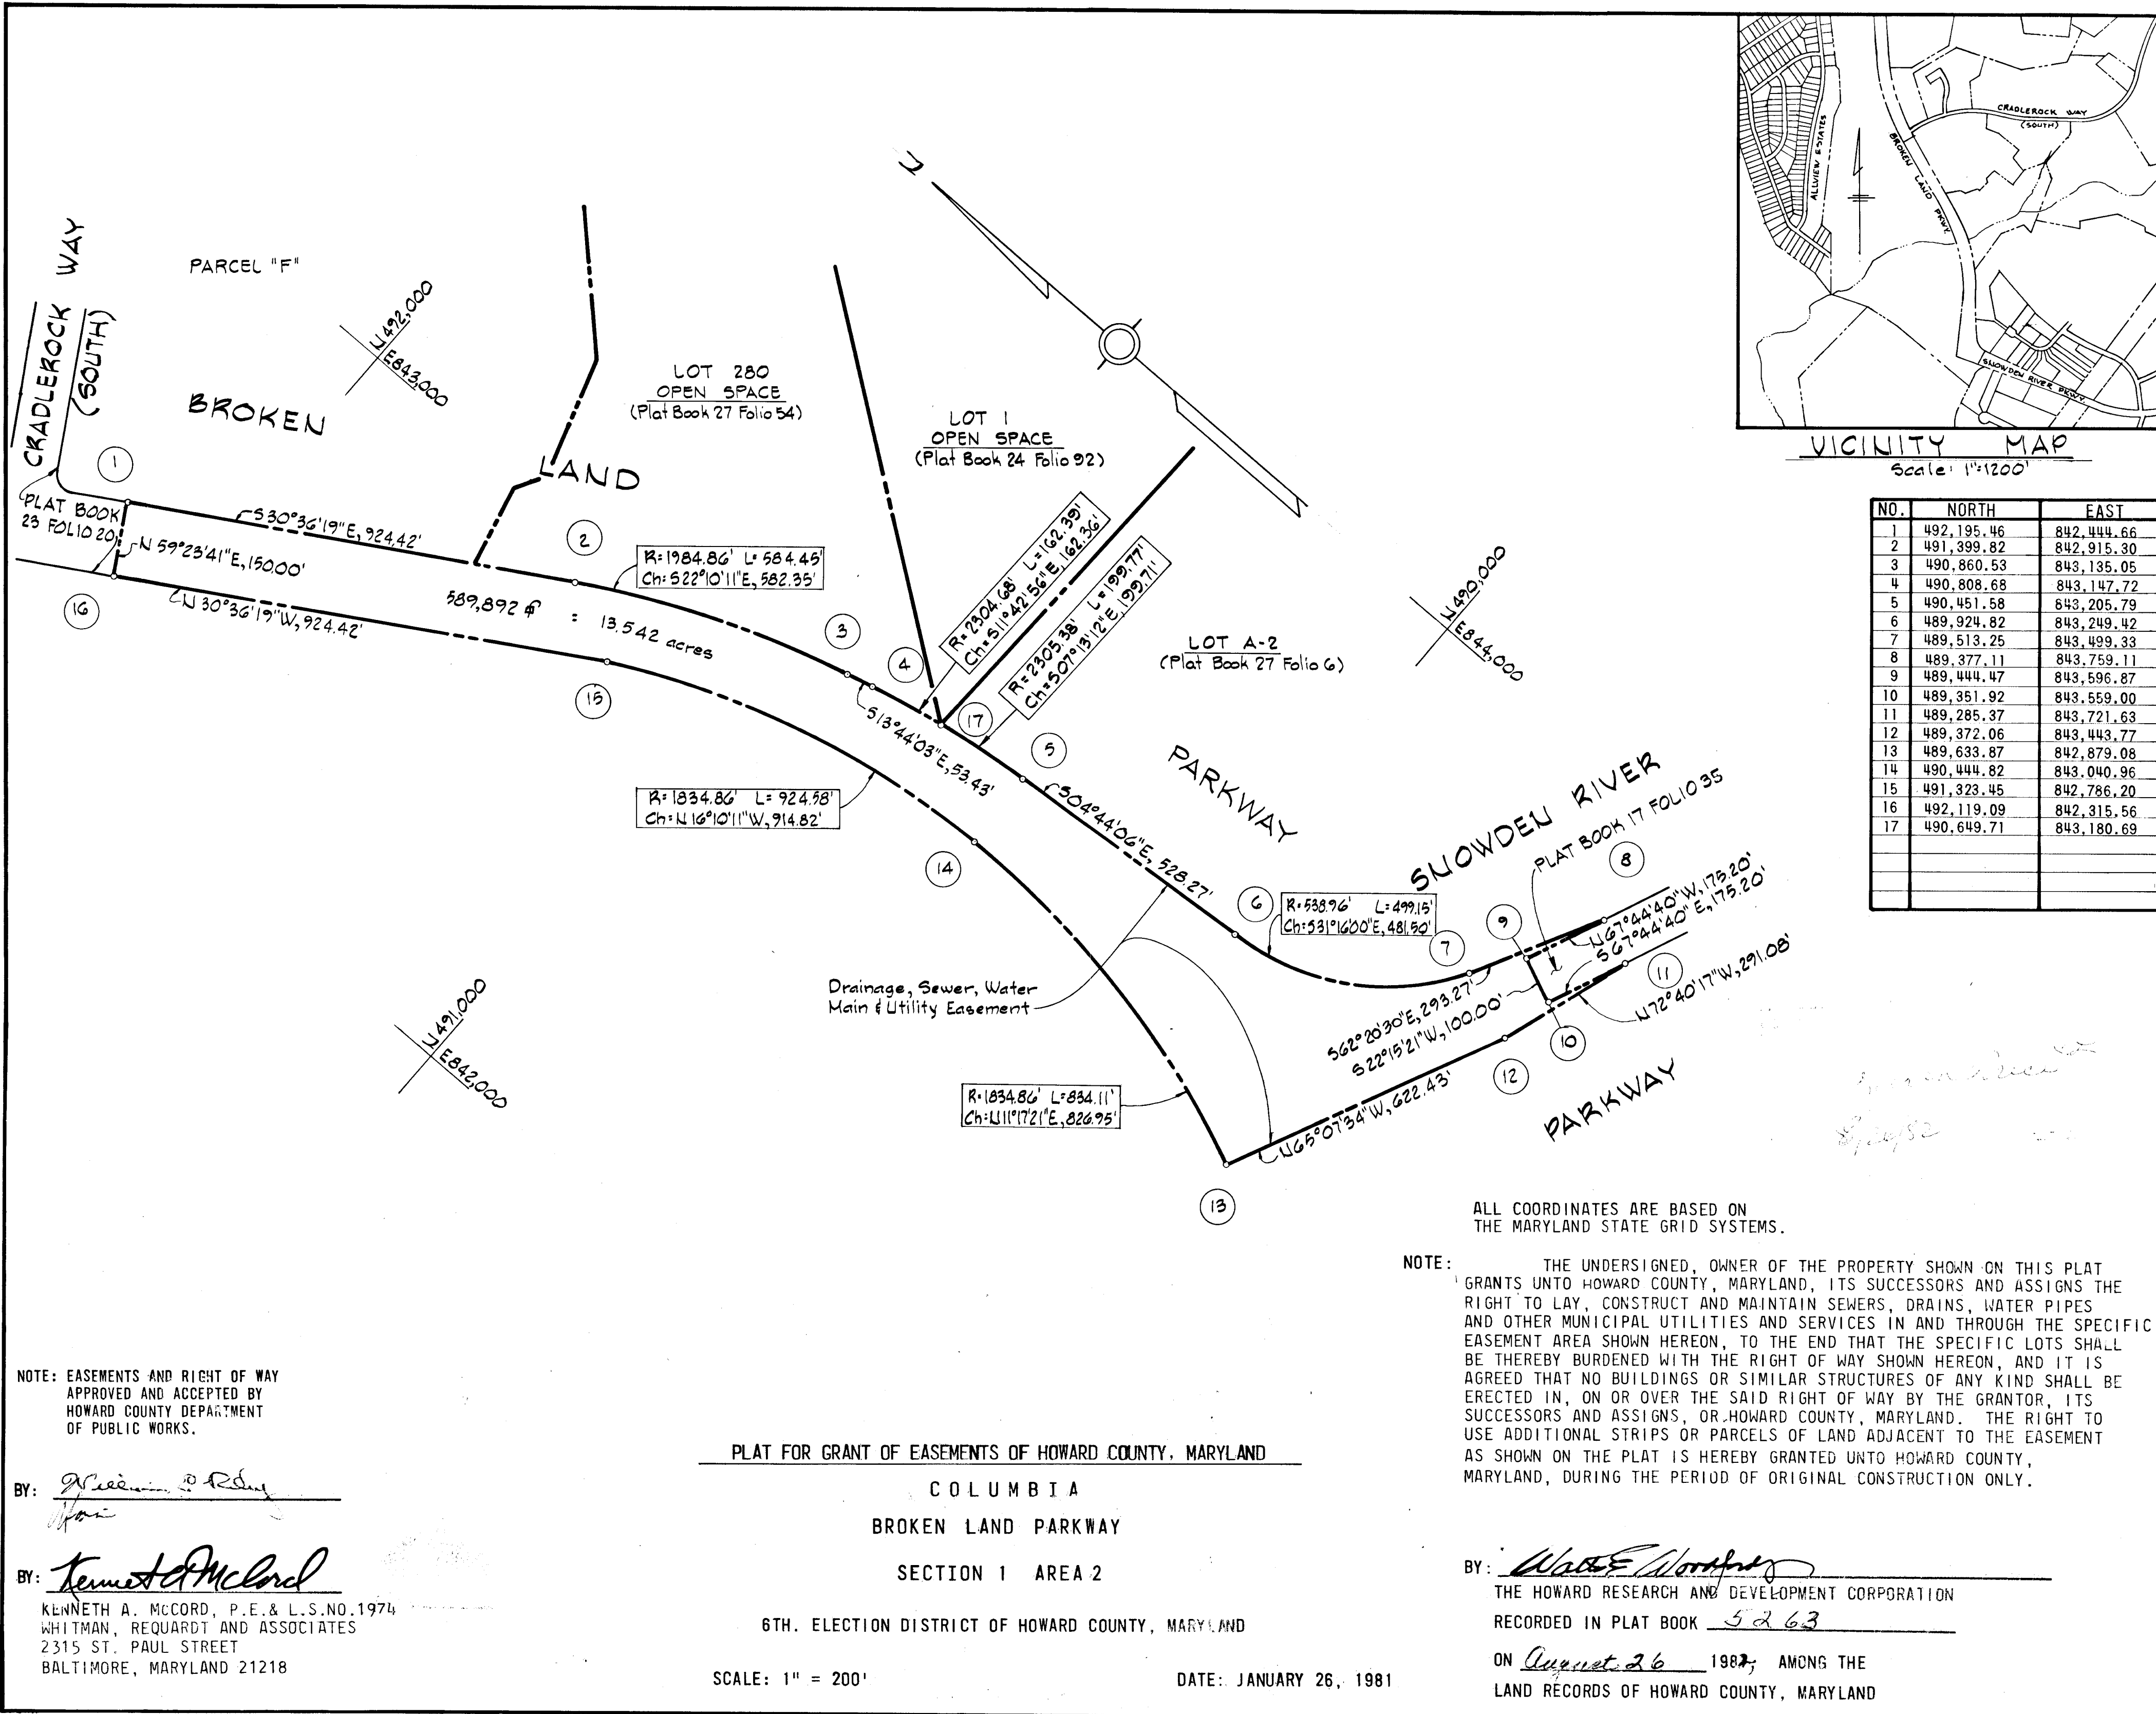 N
CRADLEROCK WAY
(SOUTH)
PARCEL "F"
N 492,000
E843,000
BROKEN
LAND
LOT 280
OPEN SPACE
(Plat Book 27 Folio 54)
LOT 1
OPEN SPACE
(Plat Book 24 Folio 92)
1
PLAT BOOK
23 FOLIO 20
S30°36'19"E, 924.42'
N 59°23'41"E, 150.00'
16
N 30°36'19"W, 924.42'
589,892 ⏍ : 13.542 acres
2
R=1984.86' L= 584.45'
Ch: S22°10'11"E, 582.35'
3
4
15
R=2304.68' L=162.39'
Ch=S11°42'56"E, 162.36'
R=2305.38' L=199.77'
Ch=S07°13'12"E, 199.71'
17
5
S13°44'03"E, 53.43'
LOT A-2
(Plat Book 27 Folio 6)
N 490,000
E844,000
R=1834.86' L= 924.58'
Ch=N 16°10'11"W, 914.82'
14
S04°44'06"E, 528.27'
PARKWAY
SNOWDEN RIVER
PLAT BOOK 17 FOLIO 35
8
6
R=538.96' L=499.15'
Ch=S31°16'00"E, 481.50'
7
9
N67°44'40"W, 175.20'
S67°44'40"E, 175.20'
11
N72°40'17"W, 291.08'
S62°20'30"E, 293.27'
S22°15'21"W, 100.00'
10
12
Drainage, Sewer, Water
Main & Utility Easement
N 491,000
E842,000
R=1834.86' L=834.11'
Ch=N11°17'21"E, 826.95'
N65°07'34"W, 622.43'
PARKWAY
13
CRADLEROCK WAY
(SOUTH)
ALLVIEW ESTATES
BROKEN LAND PKWY.
SNOWDEN RIVER PKWY
VICINITY MAP
Scale: 1"=1200'
NO. NORTH EAST
1 492,195.46 842,444.66
2 491,399.82 842,915.30
3 490,860.53 843,135.05
4 490,808.68 843,147.72
5 490,451.58 843,205.79
6 489,924.82 843,249.42
7 489,513.25 843,499.33
8 489,377.11 843.759.11
9 489,444.47 843,596.87
10 489,351.92 843.559.00
11 489,285.37 843,721.63
12 489,372.06 843,443.77
13 489,633.87 842,879.08
14 490,444.82 843.040.96
15 491,323.45 842,786.20
16 492,119.09 842,315.56
17 490,649.71 843,180.69
ALL COORDINATES ARE BASED ON
THE MARYLAND STATE GRID SYSTEMS.
NOTE: THE UNDERSIGNED, OWNER OF THE PROPERTY SHOWN ON THIS PLAT
GRANTS UNTO HOWARD COUNTY, MARYLAND, ITS SUCCESSORS AND ASSIGNS THE
RIGHT TO LAY, CONSTRUCT AND MAINTAIN SEWERS, DRAINS, WATER PIPES
AND OTHER MUNICIPAL UTILITIES AND SERVICES IN AND THROUGH THE SPECIFIC
EASEMENT AREA SHOWN HEREON, TO THE END THAT THE SPECIFIC LOTS SHALL
BE THEREBY BURDENED WITH THE RIGHT OF WAY SHOWN HEREON, AND IT IS
AGREED THAT NO BUILDINGS OR SIMILAR STRUCTURES OF ANY KIND SHALL BE
ERECTED IN, ON OR OVER THE SAID RIGHT OF WAY BY THE GRANTOR, ITS
SUCCESSORS AND ASSIGNS, OR HOWARD COUNTY, MARYLAND. THE RIGHT TO
USE ADDITIONAL STRIPS OR PARCELS OF LAND ADJACENT TO THE EASEMENT
AS SHOWN ON THE PLAT IS HEREBY GRANTED UNTO HOWARD COUNTY,
MARYLAND, DURING THE PERIOD OF ORIGINAL CONSTRUCTION ONLY.
NOTE: EASEMENTS AND RIGHT OF WAY
APPROVED AND ACCEPTED BY
HOWARD COUNTY DEPARTMENT
OF PUBLIC WORKS.
BY:
BY: Kenneth A McCord
KENNETH A. MCCORD, P.E.& L.S.NO.1974
WHITMAN, REQUARDT AND ASSOCIATES
2315 ST. PAUL STREET
BALTIMORE, MARYLAND 21218
PLAT FOR GRANT OF EASEMENTS OF HOWARD COUNTY, MARYLAND
COLUMBIA
BROKEN LAND PARKWAY
SECTION 1 AREA 2
6TH. ELECTION DISTRICT OF HOWARD COUNTY, MARYLAND
SCALE: 1" = 200' DATE: JANUARY 26, 1981
BY:
THE HOWARD RESEARCH AND DEVELOPMENT CORPORATION
RECORDED IN PLAT BOOK 5263
ON August 26 1982, AMONG THE
LAND RECORDS OF HOWARD COUNTY, MARYLAND